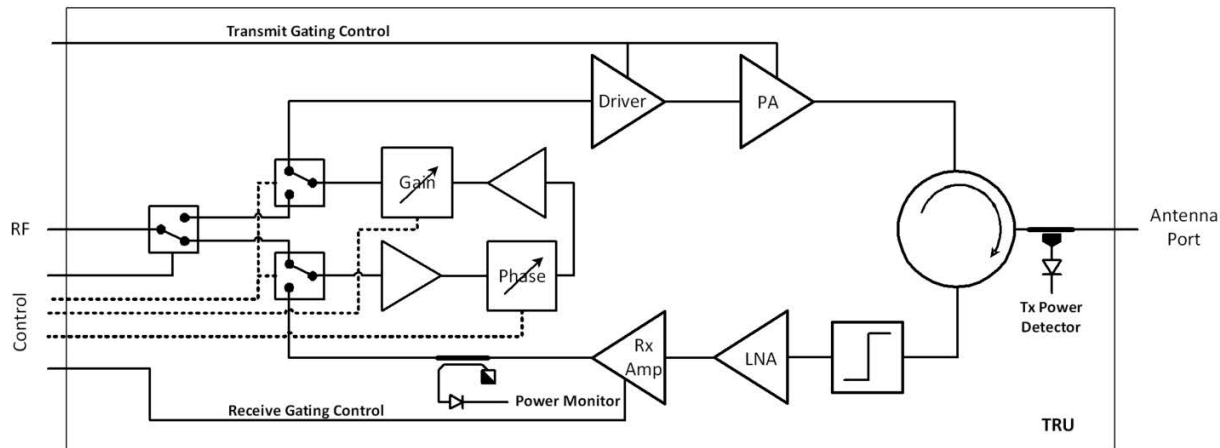 Transmit Gating Control
Driver
PA
Gain
RF
Antenna
Port
Phase
Control
Tx Power
Detector
Rx
Amp
LNA
Power Monitor
Receive Gating Control
TRU